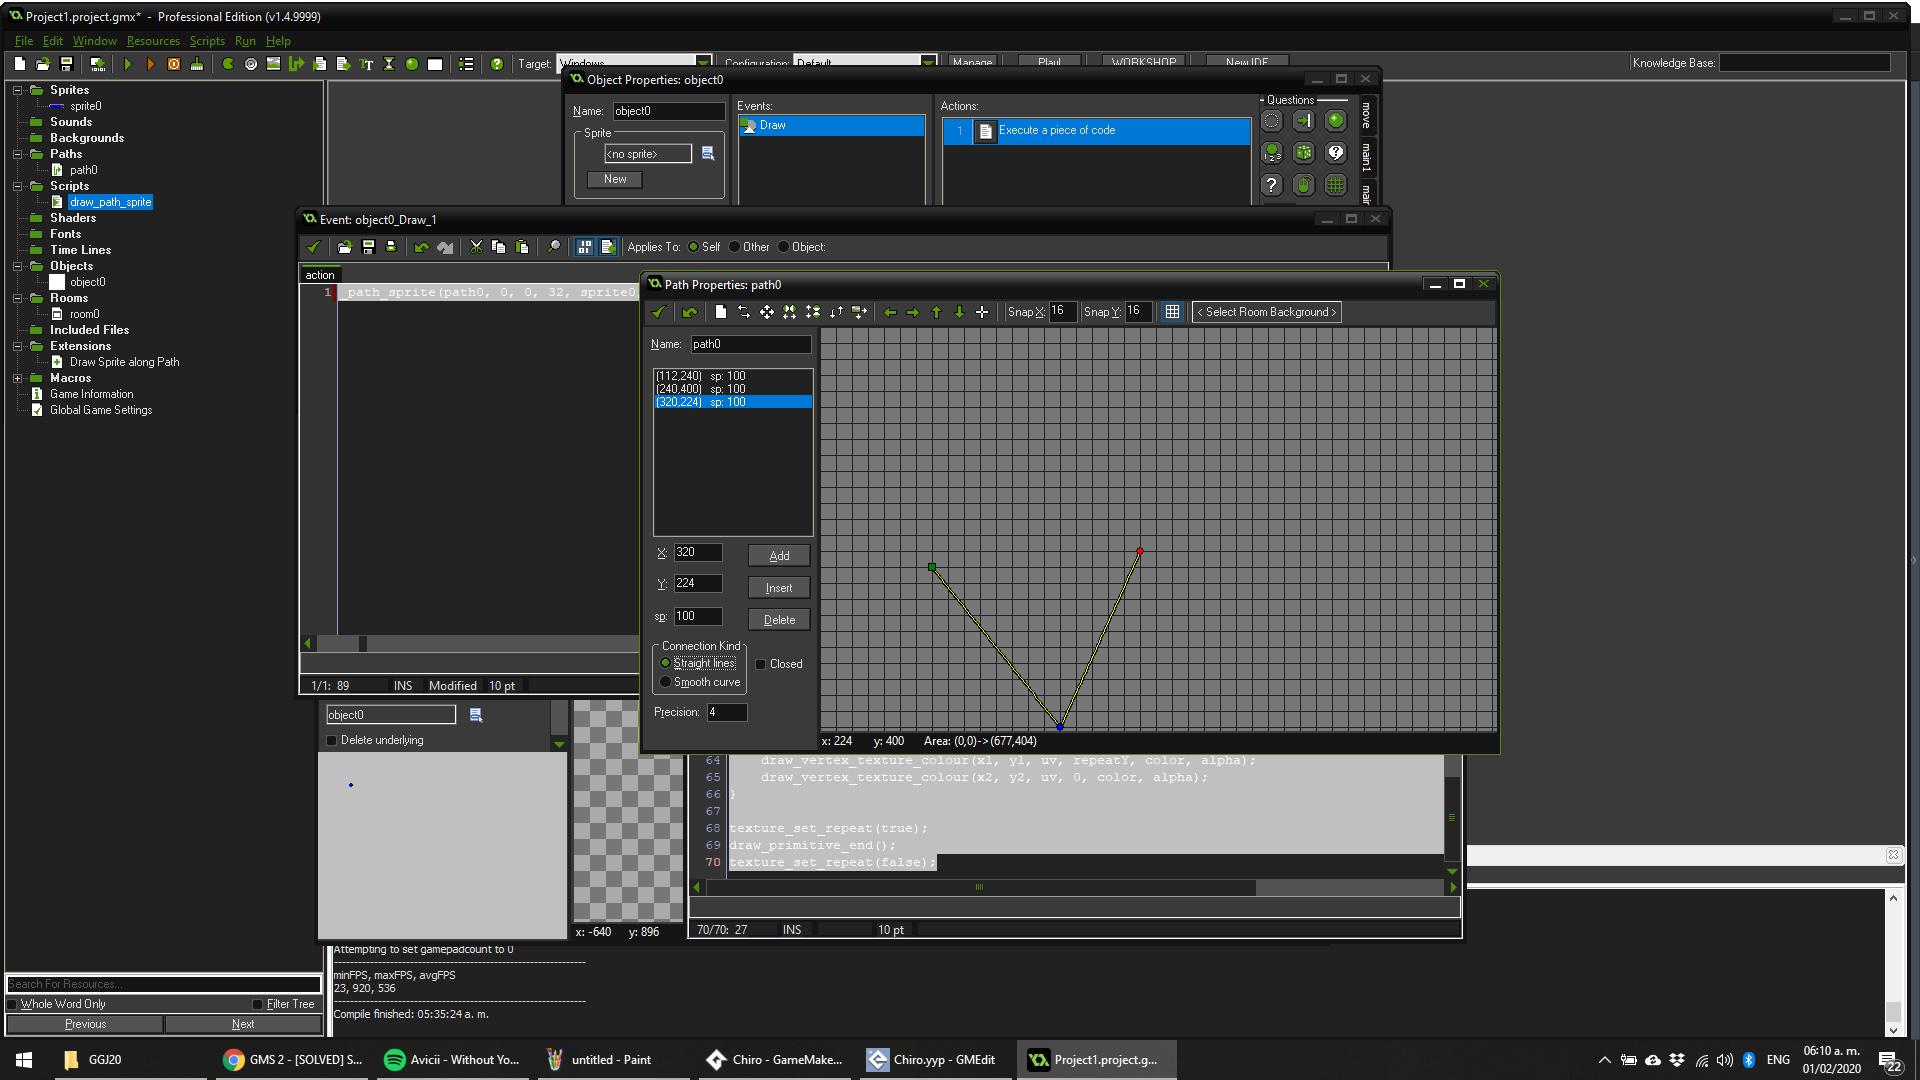 Project1.project.gmx* - Professional Edition (v1.4.9999)
File Edit Window Resources Scripts Run Help
Target: Windows Configuration: Default Manage Play! WORKSHOP New IDE Knowledge Base:
Sprites
sprite0
Sounds
Backgrounds
Paths
path0
Scripts
draw_path_sprite
Shaders
Fonts
Time Lines
Objects
object0
Rooms
room0
Included Files
Extensions
Draw Sprite along Path
Macros
Game Information
Global Game Settings
Search For Resources...
Whole Word Only Filter Tree
Previous Next
Object Properties: object0
Name: object0
Sprite
<no sprite>
New
Events:
Draw
Actions:
1 Execute a piece of code
Questions
move
main1
Event: object0_Draw_1
Applies To: Self Other Object:
action
1 _path_sprite(path0, 0, 0, 32, sprite0
1/1: 89 INS Modified 10 pt
Path Properties: path0
Snap X: 16 Snap Y: 16 < Select Room Background >
Name: path0
(112,240) sp: 100
(240,400) sp: 100
(320,224) sp: 100
X: 320 Add
Y: 224 Insert
sp: 100 Delete
Connection Kind
Straight lines
Smooth curve
Closed
Precision: 4
x: 224 y: 400 Area: (0,0)->(677,404)
object0
Delete underlying
x: -640 y: 896
64 draw_vertex_texture_colour(x1, y1, uv, repeatY, color, alpha);
65 draw_vertex_texture_colour(x2, y2, uv, 0, color, alpha);
66 }
67
68 texture_set_repeat(true);
69 draw_primitive_end();
70 texture_set_repeat(false);
70/70: 27 INS 10 pt
Attempting to set gamepadcount to 0
minFPS, maxFPS, avgFPS
23, 920, 536
Compile finished: 05:35:24 a. m.
GGJ20
GMS 2 - [SOLVED] S...
Avicii - Without Yo...
untitled - Paint
Chiro - GameMake...
Chiro.yyp - GMEdit
Project1.project.g...
ENG
06:10 a. m.
01/02/2020
22